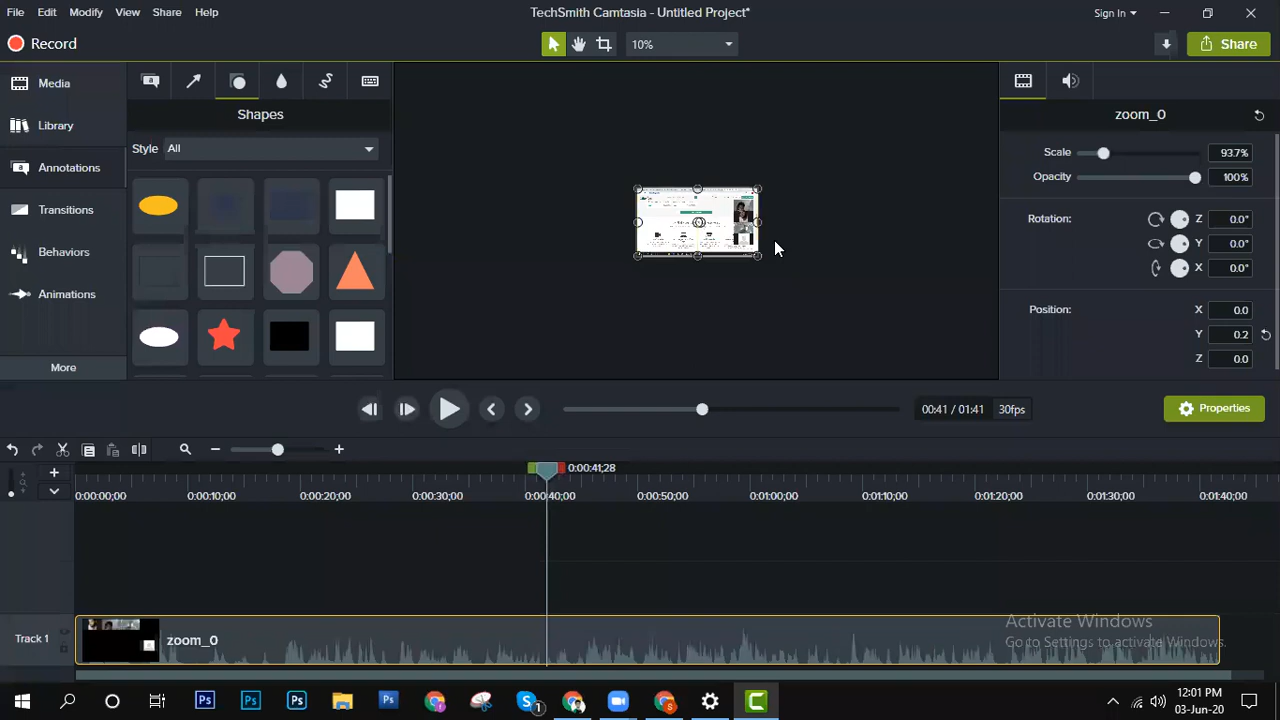 File Edit Modify View Share Help
TechSmith Camtasia - Untitled Project*
Sign In
Record
10%
Share
Media
Library
Annotations
Transitions
Behaviors
Animations
More
Shapes
Style All
zoom_0
Scale 93.7%
Opacity 100%
Rotation: Z 0.0°
Y 0.0°
X 0.0°
Position: X 0.0
Y 0.2
Z 0.0
00:41 / 01:41 30fps
Properties
0:00:41;28
0:00:00;00 0:00:10;00 0:00:20;00 0:00:30;00 0:00:40;00 0:00:50;00 0:01:00;00 0:01:10;00 0:01:20;00 0:01:30;00 0:01:40;00
Activate Windows
Go to Settings to activate Windows.
Track 1
zoom_0
Ps Ps Ps Ps S 1 S C
12:01 PM
03-Jun-20